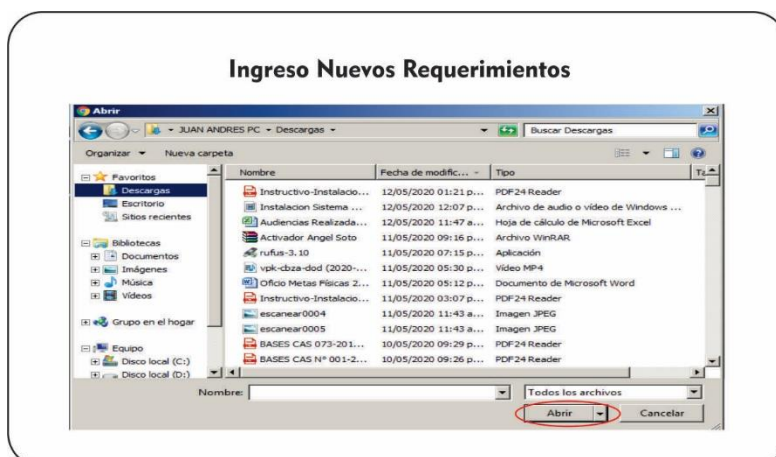 Ingreso Nuevos Requerimientos
Abrir
JUAN ANDRES PC Descargas
Buscar Descargas
Organizar Nueva carpeta
Nombre Fecha de modific... Tipo Ta
Favoritos
Descargas
Escritorio
Sitios recientes
Bibliotecas
Documentos
Imágenes
Música
Vídeos
Grupo en el hogar
Equipo
Disco local (C:)
Disco local (D:)
Instructivo-Instalacio... 12/05/2020 01:21 p... PDF24 Reader
Instalacion Sistema ... 12/05/2020 12:07 p... Archivo de audio o vídeo de Windows ...
Audiencias Realizada... 12/05/2020 11:47 a... Hoja de cálculo de Microsoft Excel
Activador Angel Soto 11/05/2020 09:16 p... Archivo WinRAR
rufus-3.10 11/05/2020 07:15 p... Aplicación
vpk-cbza-dod (2020-... 11/05/2020 05:30 p... Vídeo MP4
Oficio Metas Físicas 2... 11/05/2020 05:12 p... Documento de Microsoft Word
Instructivo-Instalacio... 11/05/2020 03:07 p... PDF24 Reader
escanear0004 11/05/2020 11:43 a... Imagen JPEG
escanear0005 11/05/2020 11:43 a... Imagen JPEG
BASES CAS 073-201... 10/05/2020 09:29 p... PDF24 Reader
BASES CAS N° 001-2... 10/05/2020 09:26 p... PDF24 Reader
Nombre: Todos los archivos
Abrir Cancelar